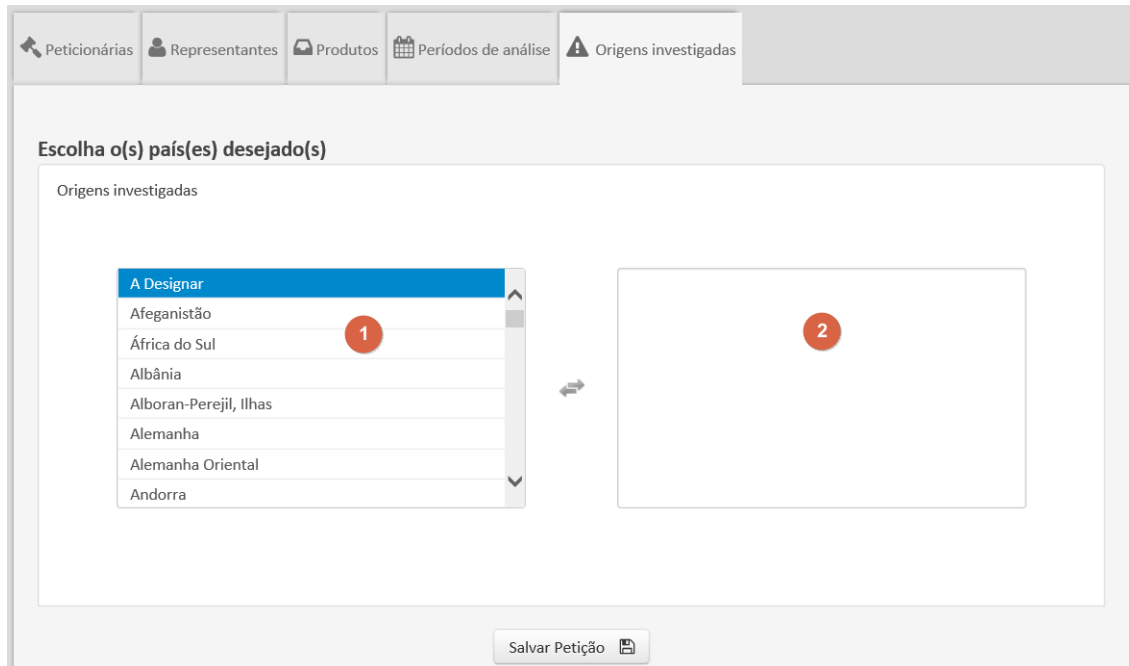 Peticionárias Representantes Produtos Períodos de análise Origens investigadas
Escolha o(s) país(es) desejado(s)
Origens investigadas
A Designar
Afeganistão
África do Sul
Albânia
Alboran-Perejil, Ilhas
Alemanha
Alemanha Oriental
Andorra
1
2
Salvar Petição